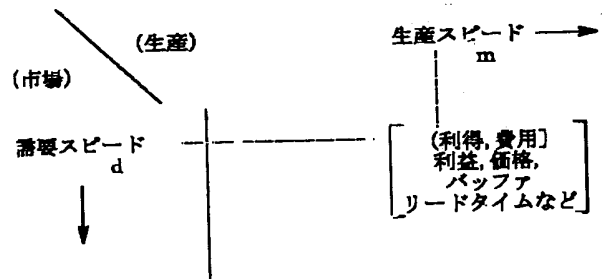 (生産)
(市場)
生産スピード
m
需要スピード
d
(利得, 費用]
利益, 価格,
バッファ
リードタイムなど